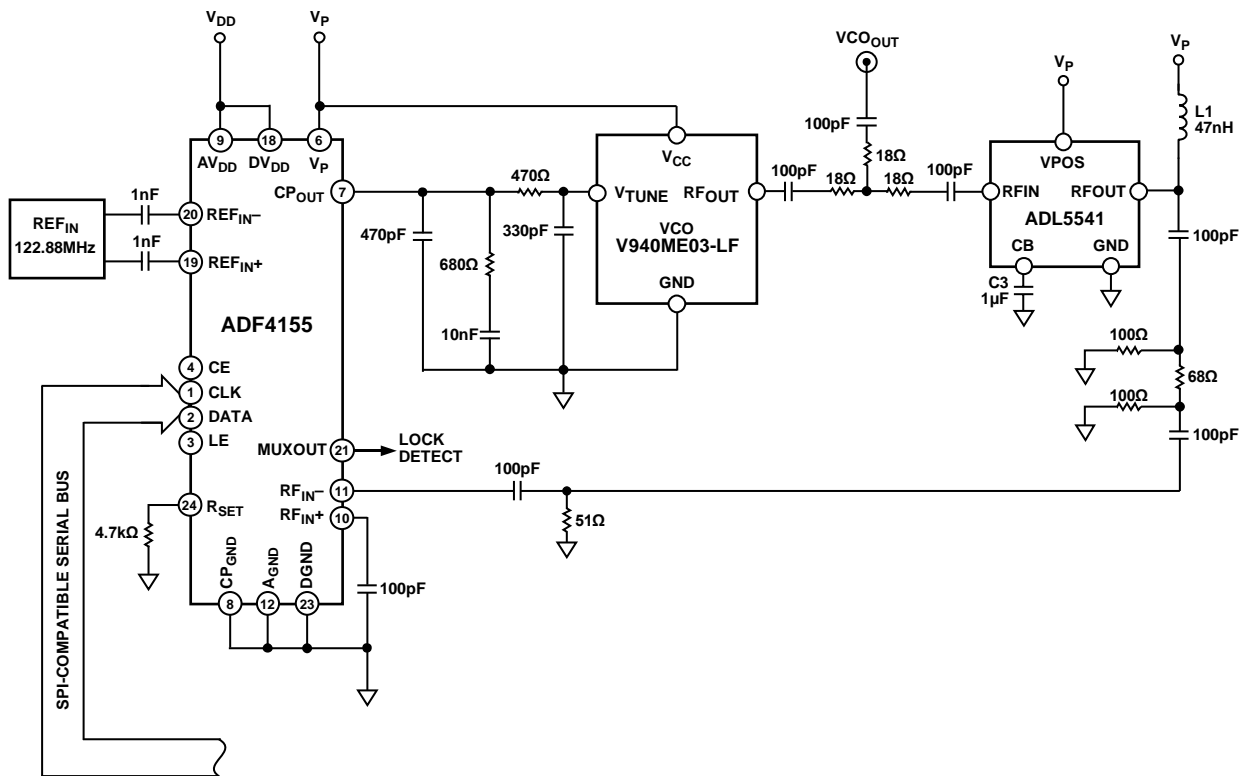 VDD
VP
VCOOUT
VP
VP
L1
47nH
100pF
18Ω
9
18
6
AVDD
DVDD
VP
CPOUT
7
470Ω
VCC
VTUNE
RFOUT
VCO
V940ME03-LF
GND
100pF
18Ω
18Ω
100pF
VPOS
RFIN
RFOUT
ADL5541
CB
GND
C3
1µF
100pF
REFIN
122.88MHz
1nF
1nF
20
REFIN–
19
REFIN+
470pF
680Ω
10nF
330pF
ADF4155
100Ω
68Ω
100Ω
100pF
4
CE
1
CLK
2
DATA
3
LE
MUXOUT
21
LOCK
DETECT
RFIN–
11
RFIN+
10
100pF
51Ω
24
RSET
4.7kΩ
CPGND
AGND
DGND
8
12
23
100pF
SPI-COMPATIBLE SERIAL BUS